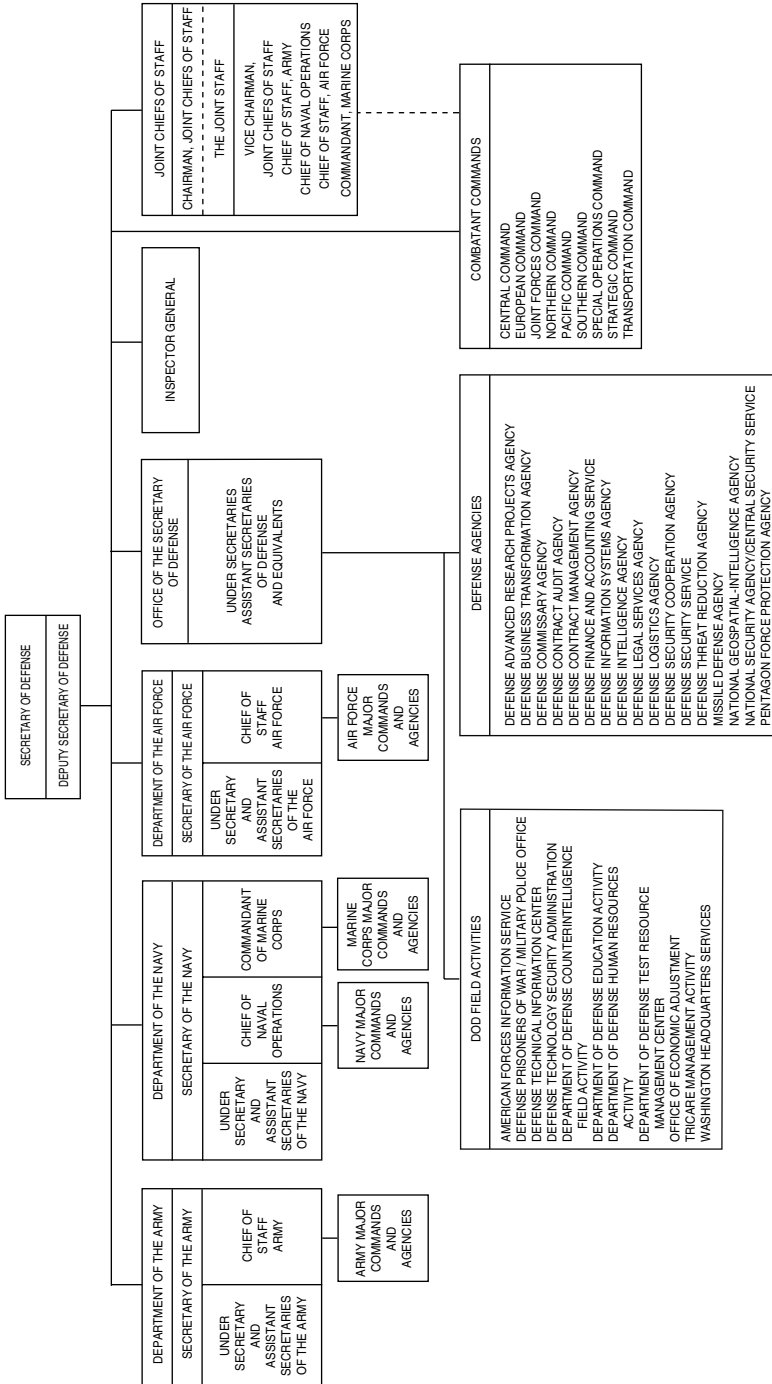 SECRETARY OF DEFENSE
DEPUTY SECRETARY OF DEFENSE
DEPARTMENT OF THE ARMY
SECRETARY OF THE ARMY
UNDER
SECRETARY
AND
ASSISTANT
SECRETARIES
OF THE ARMY
CHIEF OF
STAFF
ARMY
ARMY MAJOR
COMMANDS
AND
AGENCIES
DEPARTMENT OF THE NAVY
SECRETARY OF THE NAVY
UNDER
SECRETARY
AND
ASSISTANT
SECRETARIES
OF THE NAVY
CHIEF OF
NAVAL
OPERATIONS
COMMANDANT
OF MARINE
CORPS
NAVY MAJOR
COMMANDS
AND
AGENCIES
MARINE
CORPS MAJOR
COMMANDS
AND
AGENCIES
DEPARTMENT OF THE AIR FORCE
SECRETARY OF THE AIR FORCE
UNDER
SECRETARY
AND
ASSISTANT
SECRETARIES
OF THE
AIR FORCE
CHIEF OF
STAFF
AIR FORCE
AIR FORCE
MAJOR
COMMANDS
AND
AGENCIES
OFFICE OF THE SECRETARY
OF DEFENSE
UNDER SECRETARIES
ASSISTANT SECRETARIES
OF DEFENSE
AND EQUIVALENTS
INSPECTOR GENERAL
JOINT CHIEFS OF STAFF
CHAIRMAN, JOINT CHIEFS OF STAFF
THE JOINT STAFF
VICE CHAIRMAN,
JOINT CHIEFS OF STAFF
CHIEF OF STAFF, ARMY
CHIEF OF NAVAL OPERATIONS
CHIEF OF STAFF, AIR FORCE
COMMANDANT, MARINE CORPS
DOD FIELD ACTIVITIES
AMERICAN FORCES INFORMATION SERVICE
DEFENSE PRISONERS OF WAR / MILITARY POLICE OFFICE
DEFENSE TECHNICAL INFORMATION CENTER
DEFENSE TECHNOLOGY SECURITY ADMINISTRATION
DEPARTMENT OF DEFENSE COUNTERINTELLIGENCE
FIELD ACTIVITY
DEPARTMENT OF DEFENSE EDUCATION ACTIVITY
DEPARTMENT OF DEFENSE HUMAN RESOURCES
ACTIVITY
DEPARTMENT OF DEFENSE TEST RESOURCE
MANAGEMENT CENTER
OFFICE OF ECONOMIC ADJUSTMENT
TRICARE MANAGEMENT ACTIVITY
WASHINGTON HEADQUARTERS SERVICES
DEFENSE AGENCIES
DEFENSE ADVANCED RESEARCH PROJECTS AGENCY
DEFENSE BUSINESS TRANSFORMATION AGENCY
DEFENSE COMMISSARY AGENCY
DEFENSE CONTRACT AUDIT AGENCY
DEFENSE CONTRACT MANAGEMENT AGENCY
DEFENSE FINANCE AND ACCOUNTING SERVICE
DEFENSE INFORMATION SYSTEMS AGENCY
DEFENSE INTELLIGENCE AGENCY
DEFENSE LEGAL SERVICES AGENCY
DEFENSE LOGISTICS AGENCY
DEFENSE SECURITY COOPERATION AGENCY
DEFENSE SECURITY SERVICE
DEFENSE THREAT REDUCTION AGENCY
MISSILE DEFENSE AGENCY
NATIONAL GEOSPATIAL-INTELLIGENCE AGENCY
NATIONAL SECURITY AGENCY/CENTRAL SECURITY SERVICE
PENTAGON FORCE PROTECTION AGENCY
COMBATANT COMMANDS
CENTRAL COMMAND
EUROPEAN COMMAND
JOINT FORCES COMMAND
NORTHERN COMMAND
PACIFIC COMMAND
SOUTHERN COMMAND
SPECIAL OPERATIONS COMMAND
STRATEGIC COMMAND
TRANSPORTATION COMMAND